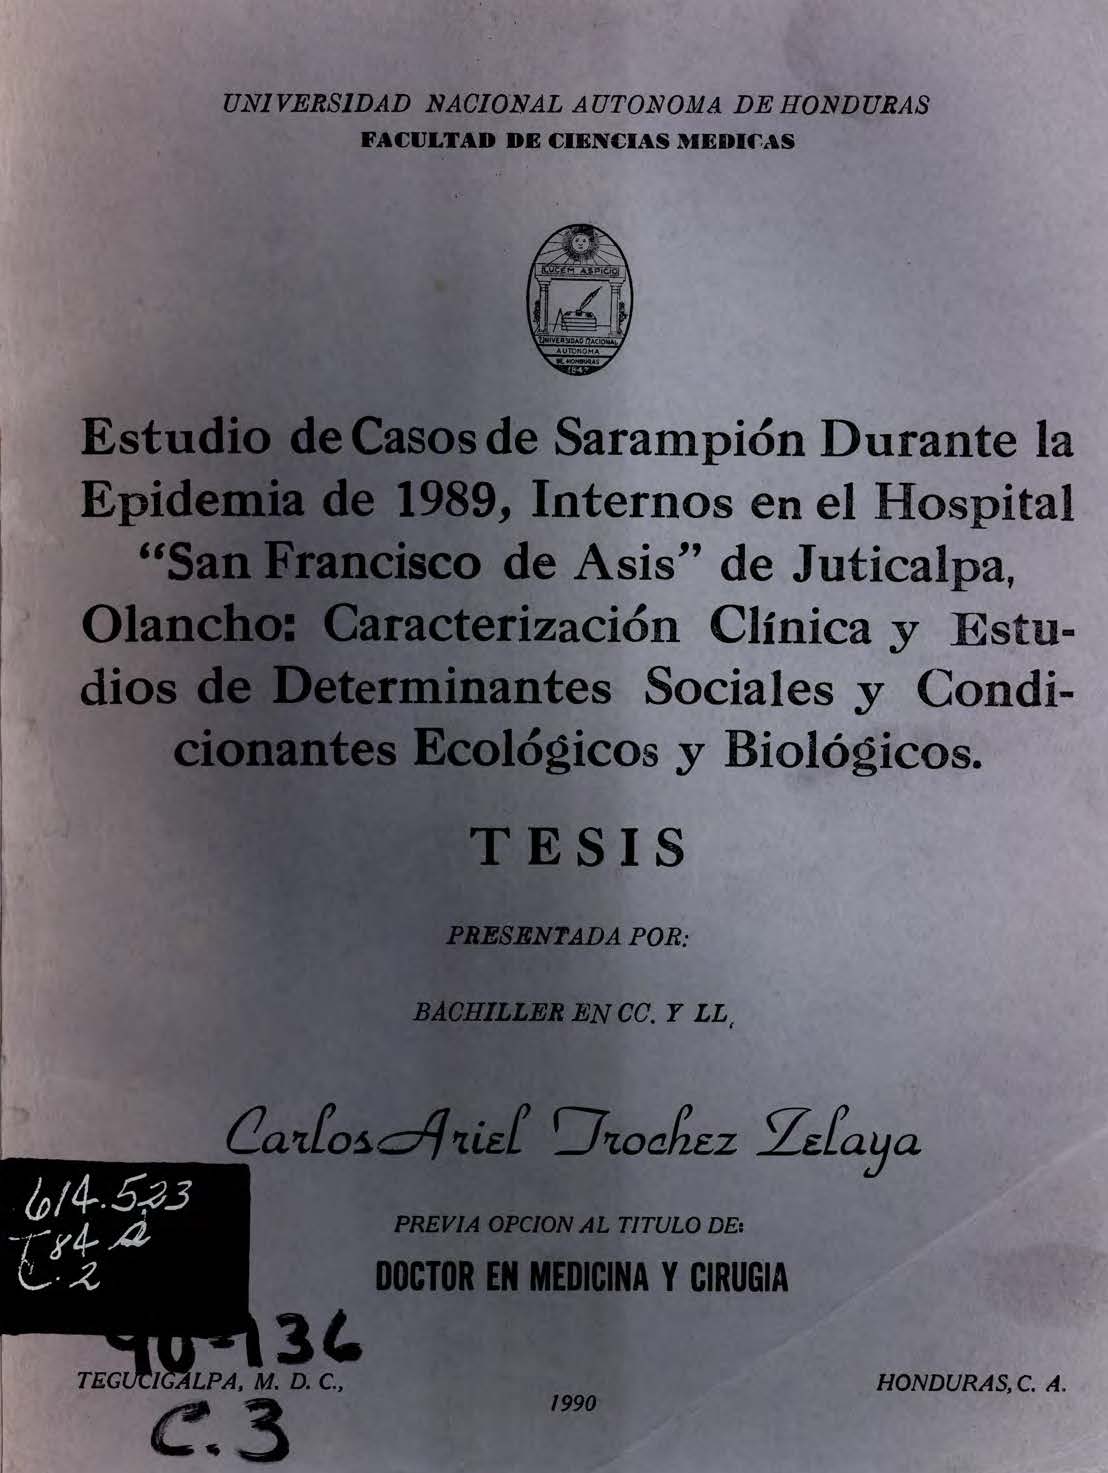 UNIVERSIDAD NACIONAL AUTONOMA DE HONDURAS
FACULTAD DE CIENCIAS MEDICAS
LUCEM ASPICIO
UNIVERSIDAD NACIONAL
AUTONOMA
DE HONDURAS
1847
Estudio de Casos de Sarampión Durante la
Epidemia de 1989, Internos en el Hospital
“San Francisco de Asis” de Juticalpa,
Olancho: Caracterización Clínica y Estu-
dios de Determinantes Sociales y Condi-
cionantes Ecológicos y Biológicos.
TESIS
PRESENTADA POR:
BACHILLER EN CC. Y LL.
Carlos Ariel Trochez Zelaya
614.523
T84
C.2
PREVIA OPCION AL TITULO DE:
DOCTOR EN MEDICINA Y CIRUGIA
90-136
TEGUCIGALPA, M. D. C.,
HONDURAS, C. A.
1990
C.3